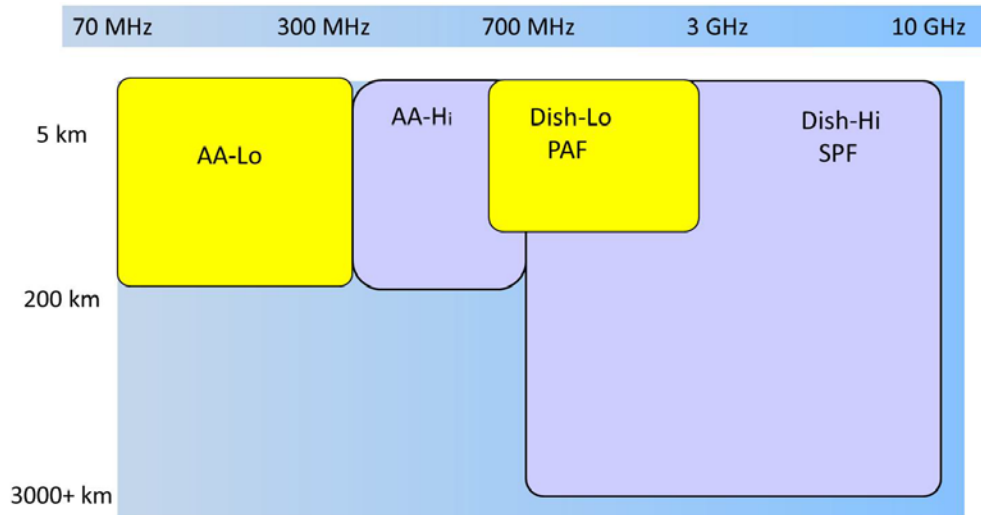 70 MHz 300 MHz 700 MHz 3 GHz 10 GHz
5 km
AA-Lo
AA-Hi
Dish-Lo
PAF
Dish-Hi
SPF
200 km
3000+ km